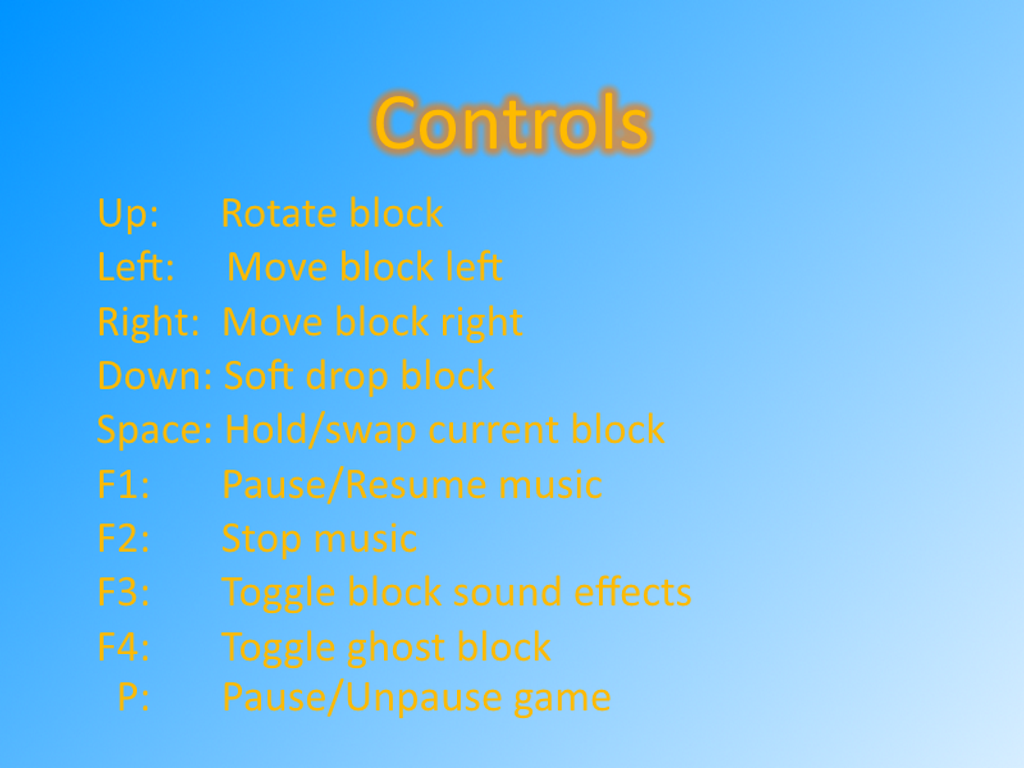 Controls
Up: Rotate block
Left: Move block left
Right: Move block right
Down: Soft drop block
Space: Hold/swap current block
F1: Pause/Resume music
F2: Stop music
F3: Toggle block sound effects
F4: Toggle ghost block
P: Pause/Unpause game